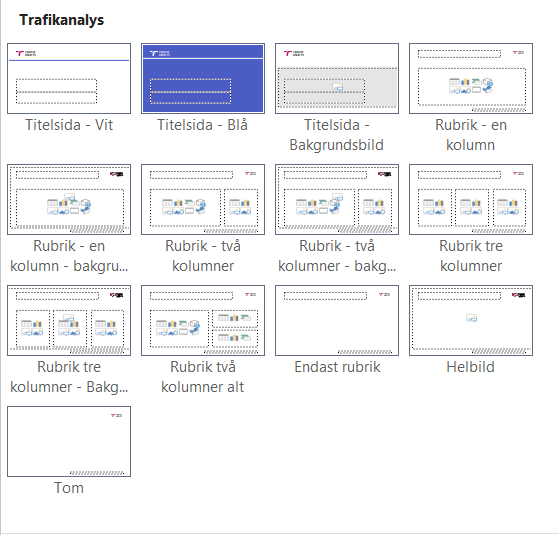 Trafikanalys
Titelsida - Vit
Titelsida - Blå
Titelsida -
Bakgrundsbild
Rubrik - en
kolumn
Rubrik - en
kolumn - bakgru...
Rubrik - två
kolumner
Rubrik - två
kolumner - bakg...
Rubrik tre
kolumner
Rubrik tre
kolumner - Bakg...
Rubrik två
kolumner alt
Endast rubrik
Helbild
Tom